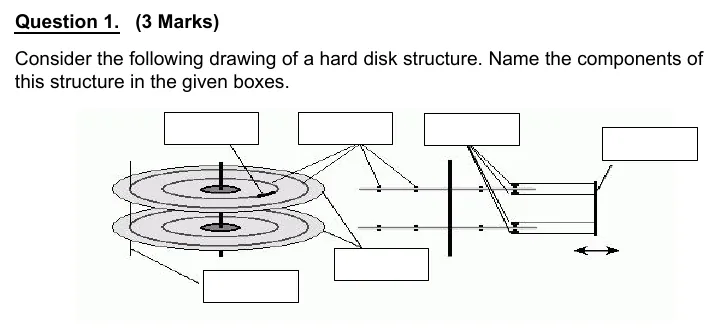 Question 1. (3 Marks)
Consider the following drawing of a hard disk structure. Name the components of
this structure in the given boxes.